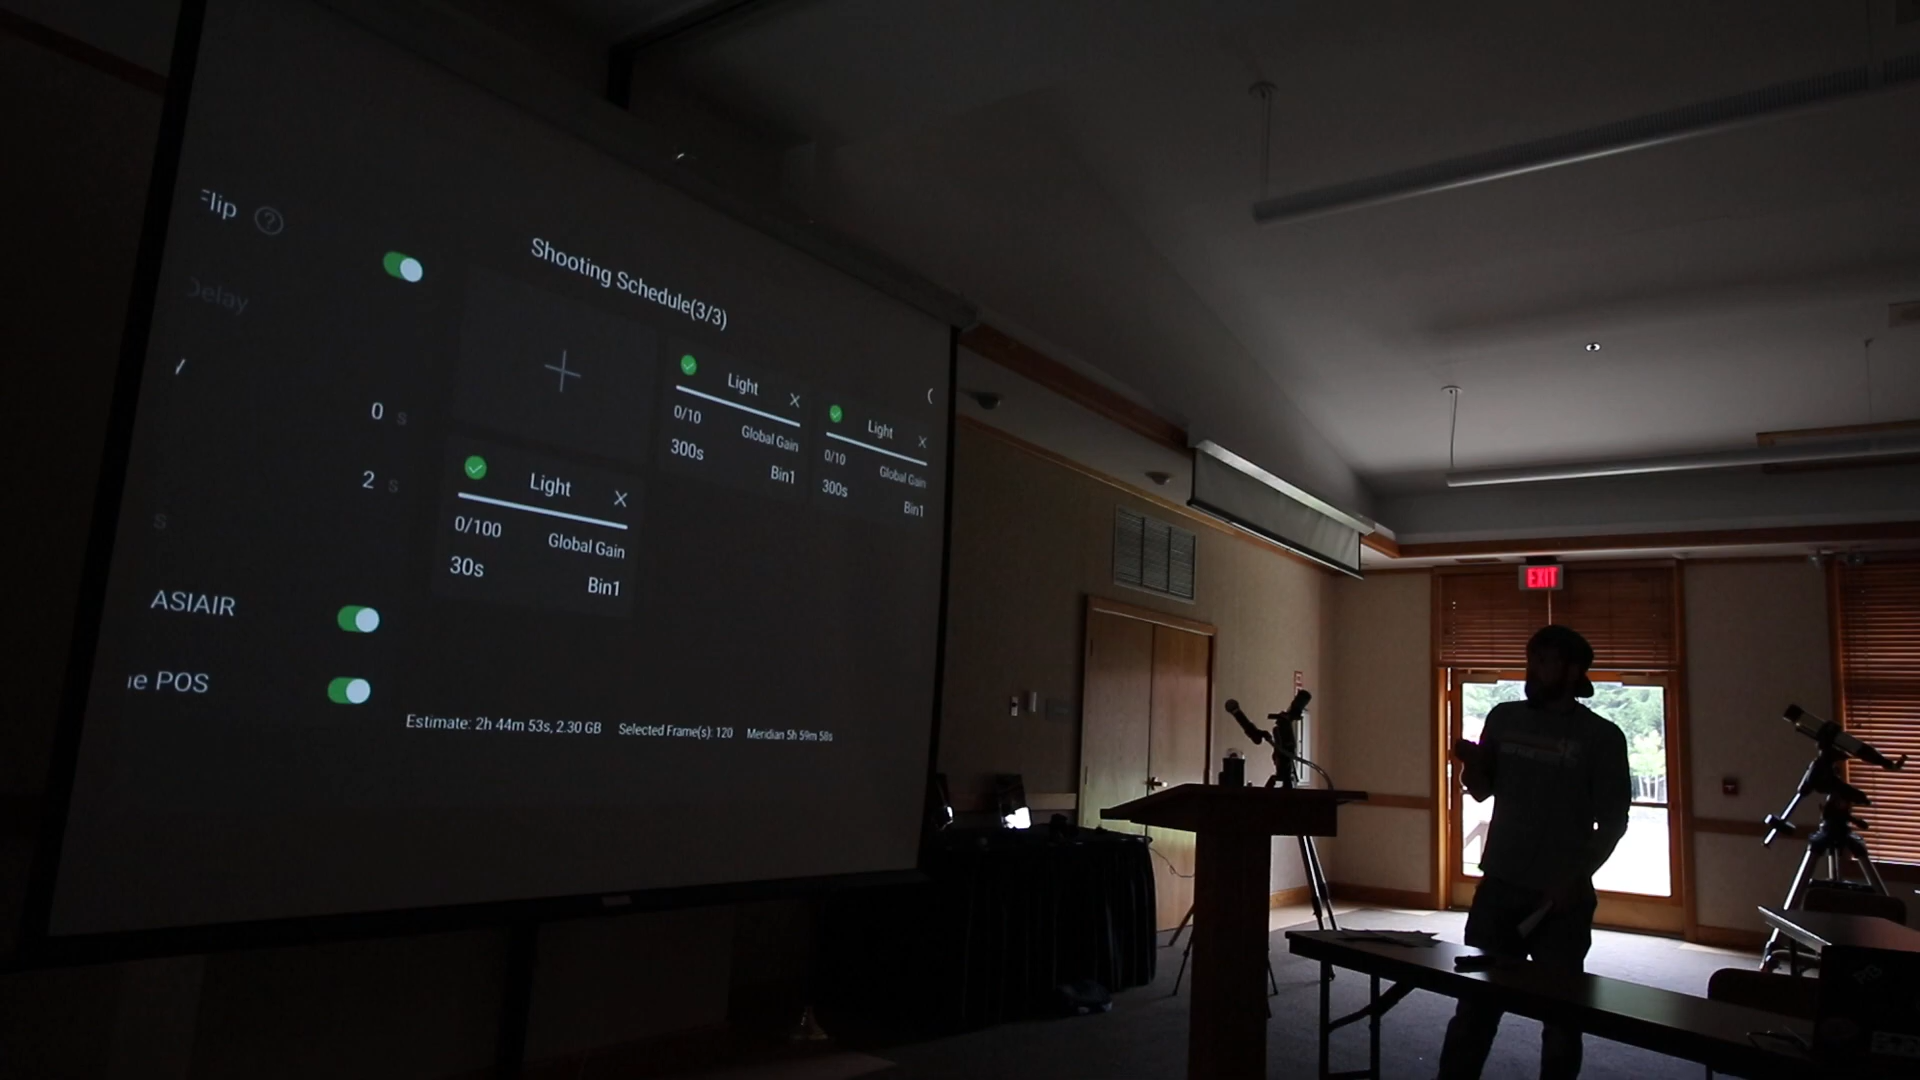 Flip ?
Delay
0 s
2 s
s
ASIAIR
POS
Shooting Schedule(3/3)
Light
0/10
Global Gain
300s
Bin1
Light
0/10
Global Gain
300s
Bin1
Light
0/100
Global Gain
30s
Bin1
Estimate: 2h 44m 53s, 2.30 GB Selected Frame(s): 120 Meridian 5h 59m 58s
EXIT